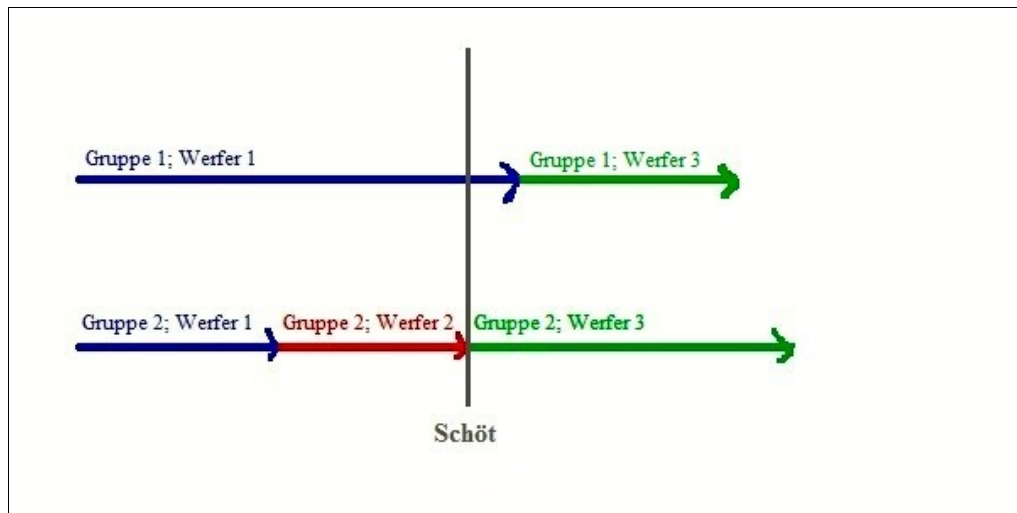 Gruppe 1; Werfer 1
Gruppe 1; Werfer 3
Gruppe 2; Werfer 1
Gruppe 2; Werfer 2
Gruppe 2; Werfer 3
Schöt